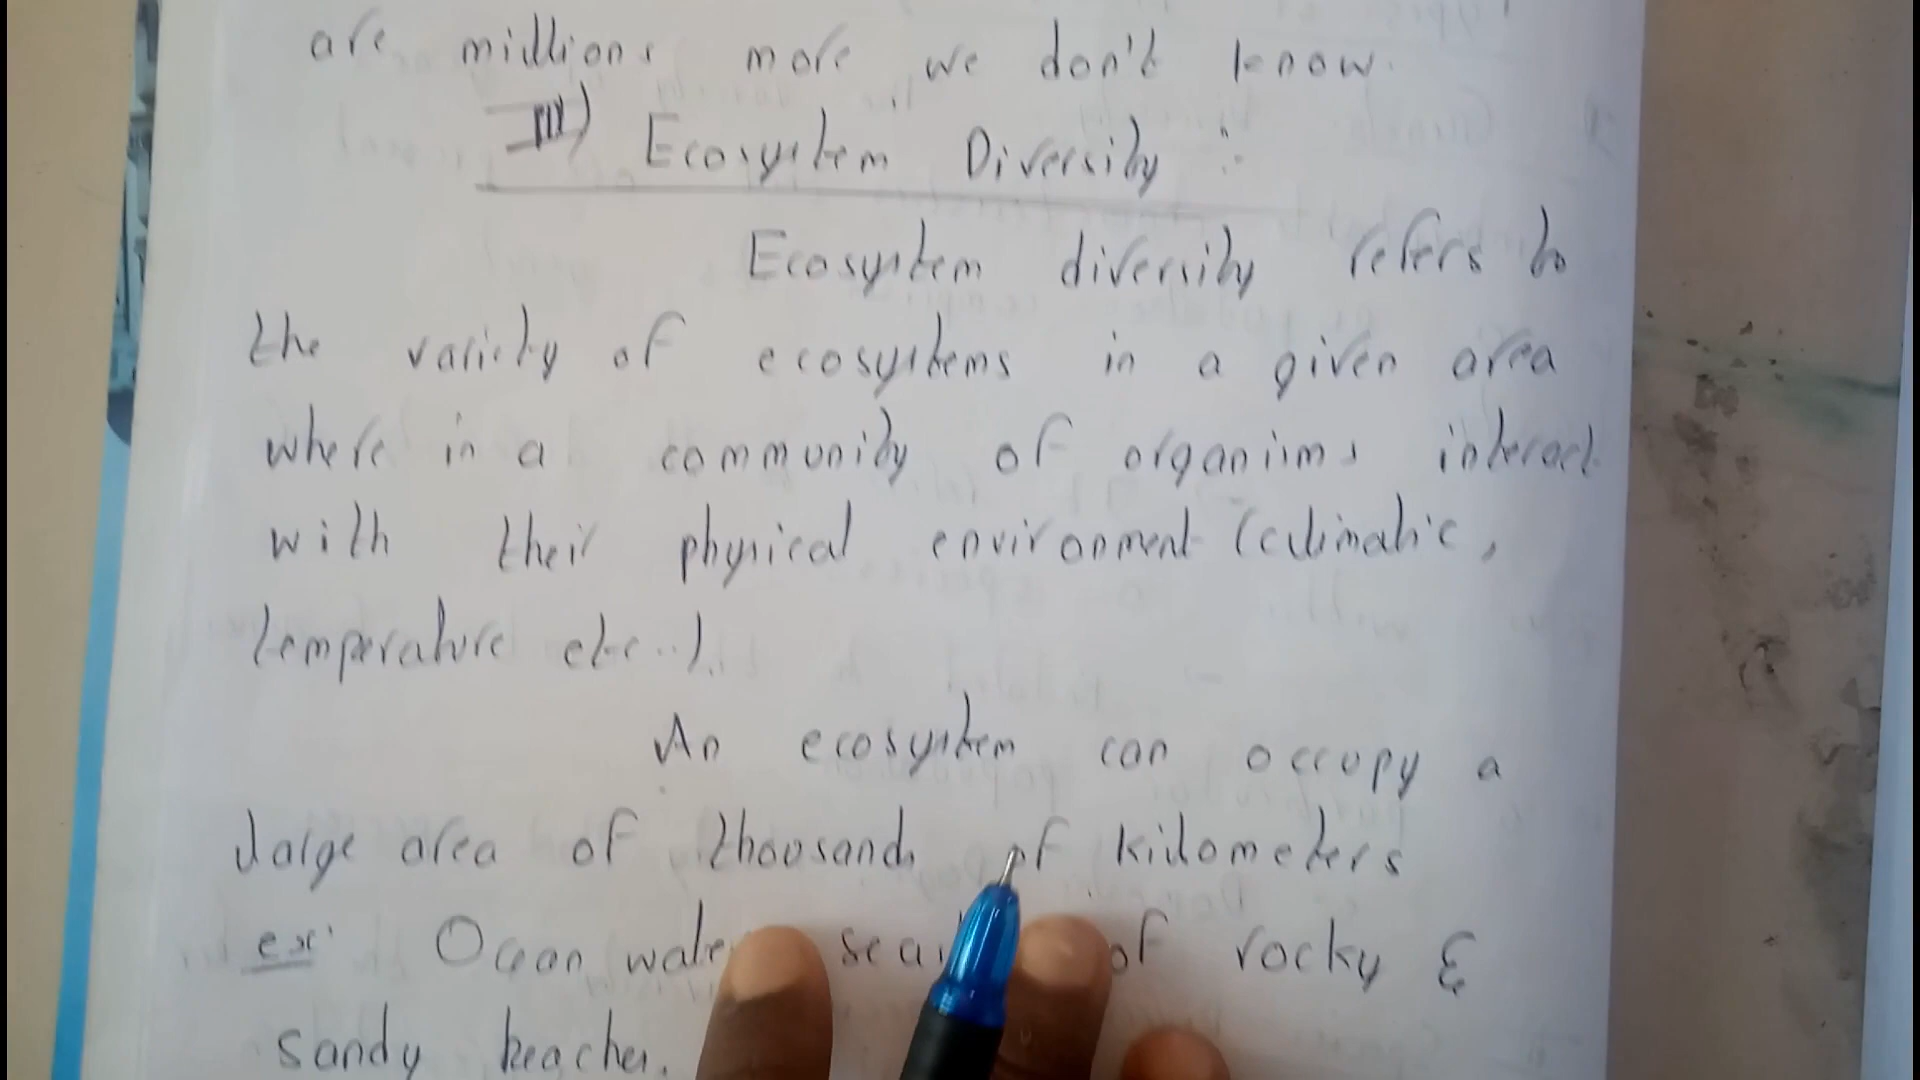 are millions more we don't know.
III) Ecosystem Diversity :
Ecosystem diversity refers to
the variety of ecosystems in a given area
where in a community of organisms interact
with their physical environment (climatic,
temperature etc..).
An ecosystem can occupy a
large area of thousands of kilometers
ex: Ocean water of rocky &
sandy beaches.